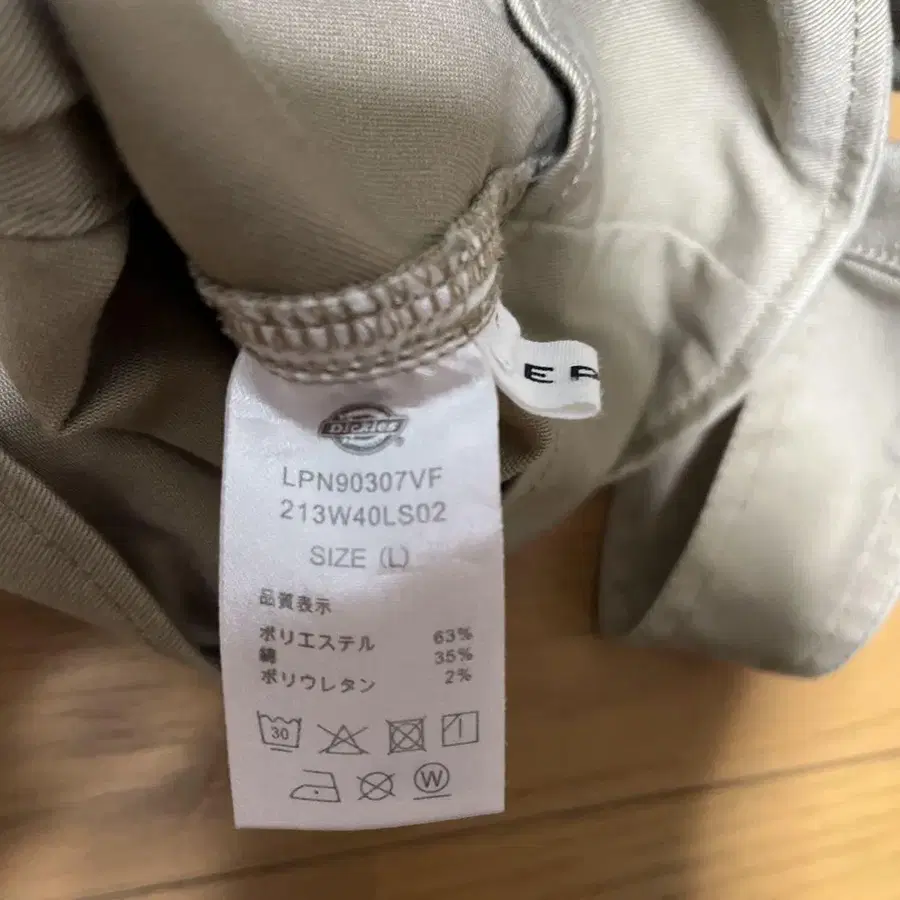 Dickies
E
LPN90307VF
213W40LS02
SIZE (L)
品質表示
ポリエステル 63%
綿 35%
ポリウレタン 2%
30
W